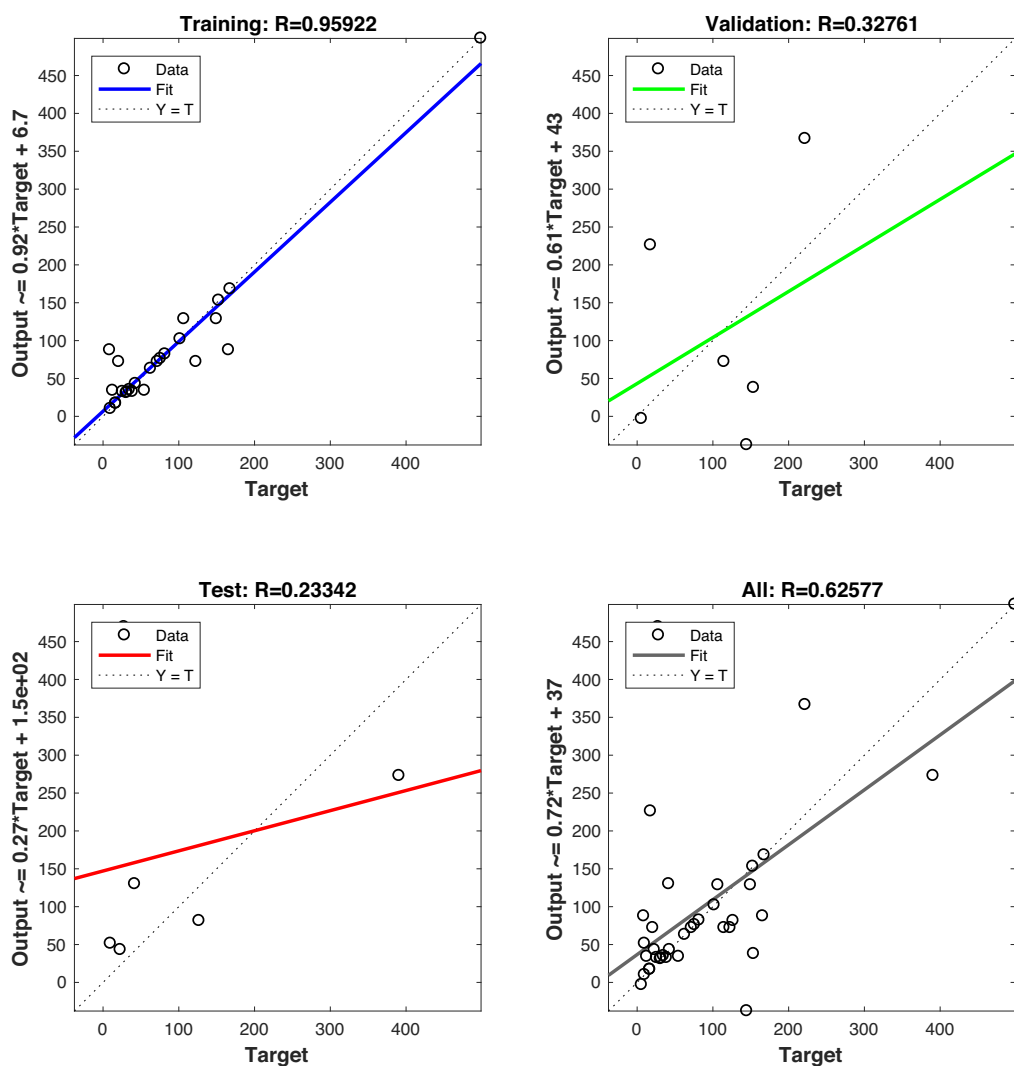 Training: R=0.95922
Data
Fit
Y = T
Output ~= 0.92*Target + 6.7
450
400
350
300
250
200
150
100
50
0
0 100 200 300 400
Target
Validation: R=0.32761
Data
Fit
Y = T
Output ~= 0.61*Target + 43
450
400
350
300
250
200
150
100
50
0
0 100 200 300 400
Target
Test: R=0.23342
Data
Fit
Y = T
Output ~= 0.27*Target + 1.5e+02
450
400
350
300
250
200
150
100
50
0
0 100 200 300 400
Target
All: R=0.62577
Data
Fit
Y = T
Output ~= 0.72*Target + 37
450
400
350
300
250
200
150
100
50
0
0 100 200 300 400
Target